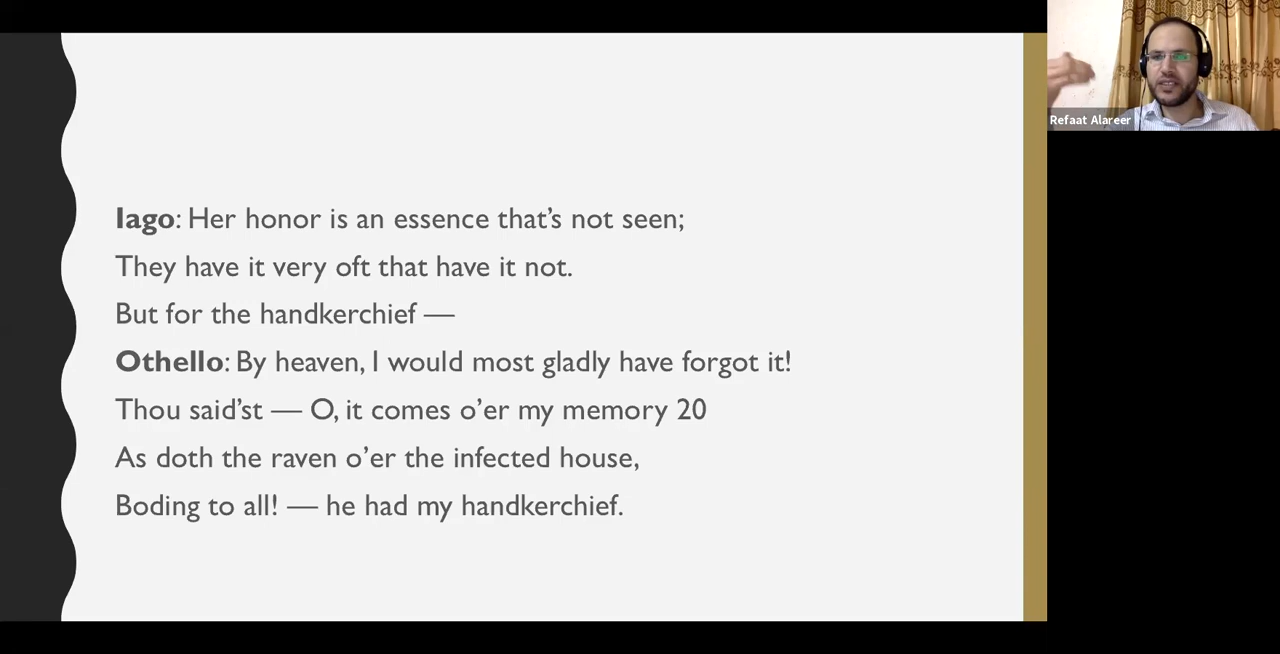 Iago: Her honor is an essence that’s not seen;
They have it very oft that have it not.
But for the handkerchief —
Othello: By heaven, I would most gladly have forgot it!
Thou said’st — O, it comes o’er my memory 20
As doth the raven o’er the infected house,
Boding to all! — he had my handkerchief.
Refaat Alareer